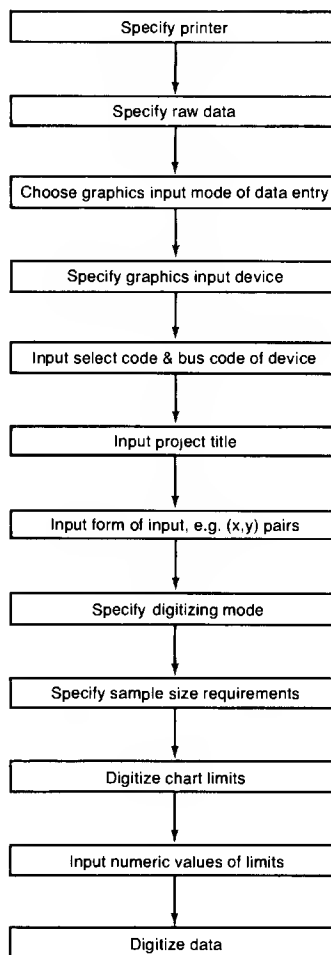 Specify printer
Specify raw data
Choose graphics input mode of data entry
Specify graphics input device
Input select code & bus code of device
Input project title
Input form of input, e.g. (x,y) pairs
Specify digitizing mode
Specify sample size requirements
Digitize chart limits
Input numeric values of limits
Digitize data